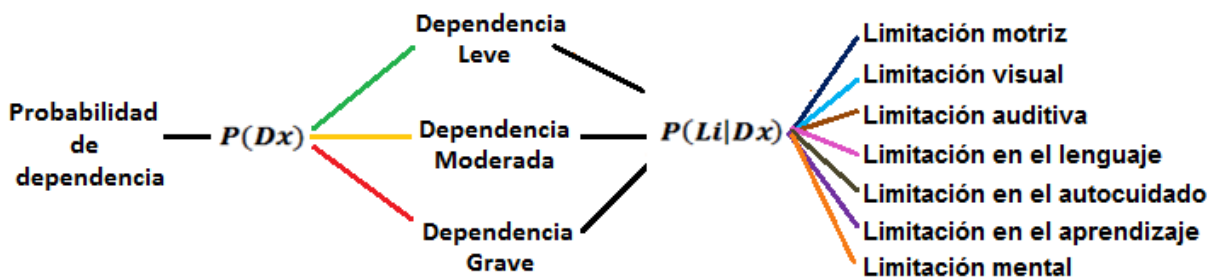 Probabilidad
de
dependencia
P(Dx)
Dependencia
Leve
Dependencia
Moderada
Dependencia
Grave
P(Li|Dx)
Limitación motriz
Limitación visual
Limitación auditiva
Limitación en el lenguaje
Limitación en el autocuidado
Limitación en el aprendizaje
Limitación mental